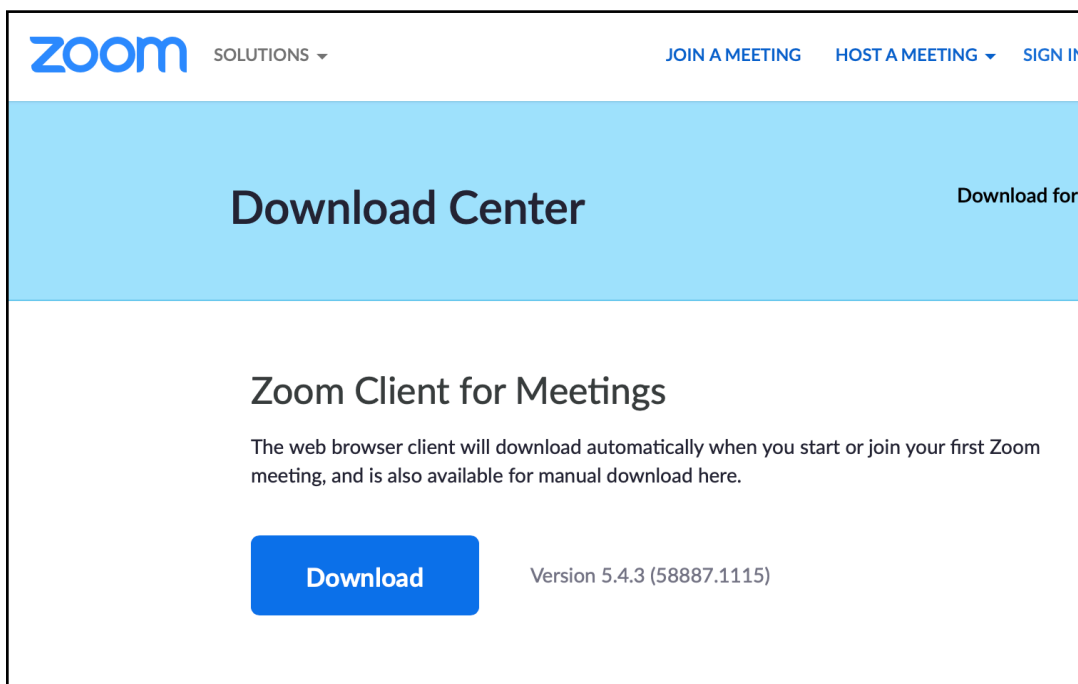 zoom SOLUTIONS JOIN A MEETING HOST A MEETING SIGN IN
Download Center
Download for
Zoom Client for Meetings
The web browser client will download automatically when you start or join your first Zoom
meeting, and is also available for manual download here.
Download
Version 5.4.3 (58887.1115)